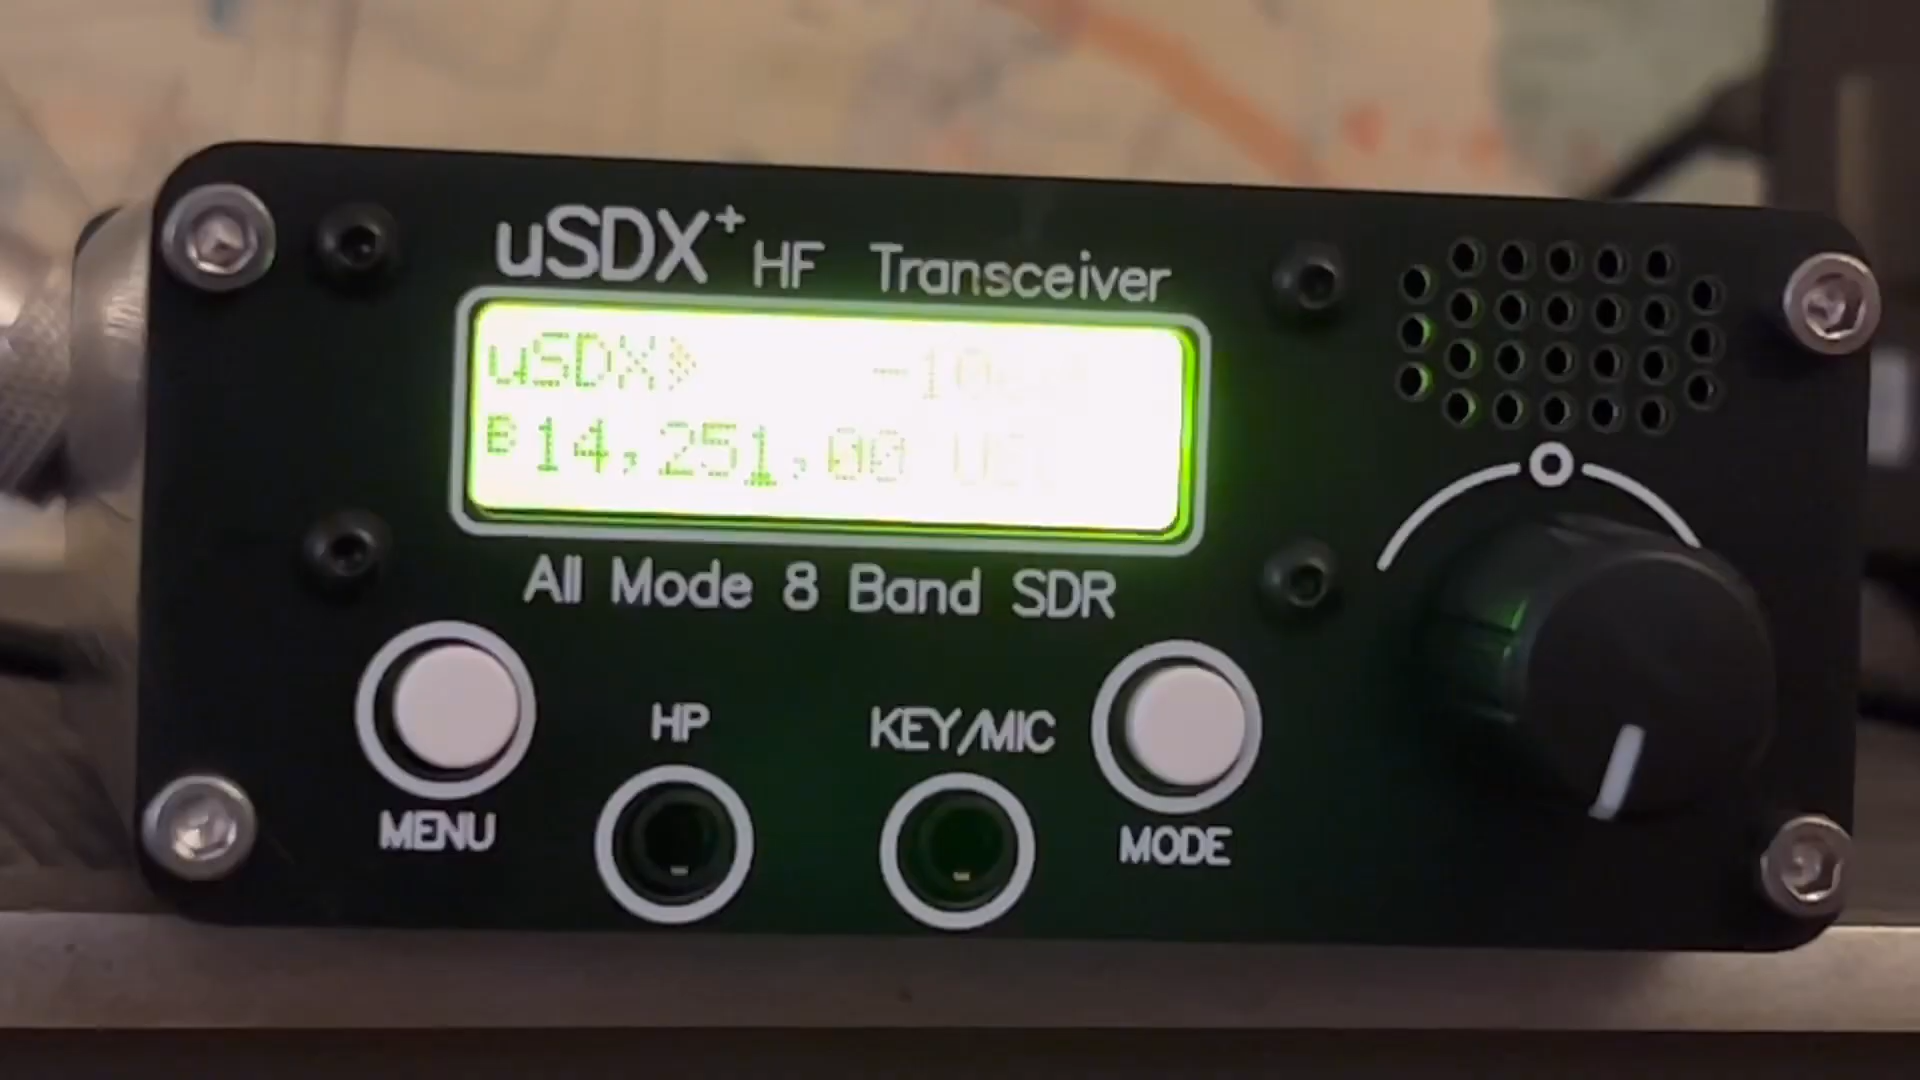 uSDX+ HF Transceiver
uSDX
B 14,251,00
All Mode 8 Band SDR
HP
KEY/MIC
MENU
MODE